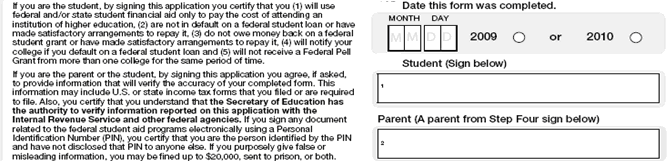 If you are the student, by signing this application you certify that you (1) will use
federal and/or state student financial aid only to pay the cost of attending an
institution of higher education, (2) are not in default on a federal student loan or have
made satisfactory arrangements to repay it, (3) do not owe money back on a federal
student grant or have made satisfactory arrangements to repay it, (4) will notify your
college if you default on a federal student loan and (5) will not receive a Federal Pell
Grant from more than one college for the same period of time.
If you are the parent or the student, by signing this application you agree, if asked,
to provide information that will verify the accuracy of your completed form. This
information may include U.S. or state income tax forms that you filed or are required
to file. Also, you certify that you understand that the Secretary of Education has
the authority to verify information reported on this application with the
Internal Revenue Service and other federal agencies. If you sign any document
related to the federal student aid programs electronically using a Personal
Identification Number (PIN), you certify that you are the person identified by the PIN
and have not disclosed that PIN to anyone else. If you purposely give false or
misleading information, you may be fined up to $20,000, sent to prison, or both.
Date this form was completed.
MONTH DAY
M M D D 2009 or 2010
Student (Sign below)
1
Parent (A parent from Step Four sign below)
2